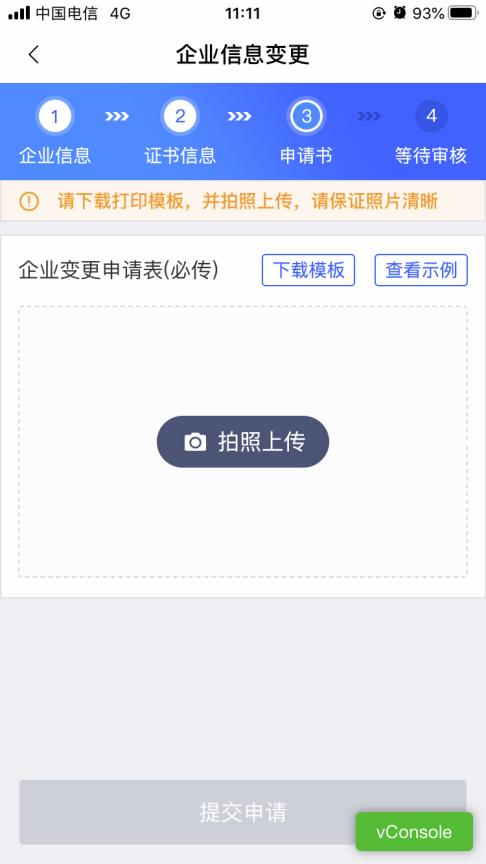 中国电信 4G 11:11 93%
企业信息变更
1 2 3 4
企业信息 证书信息 申请书 等待审核
请下载打印模板，并拍照上传，请保证照片清晰
企业变更申请表(必传) 下载模板 查看示例
拍照上传
提交申请
vConsole